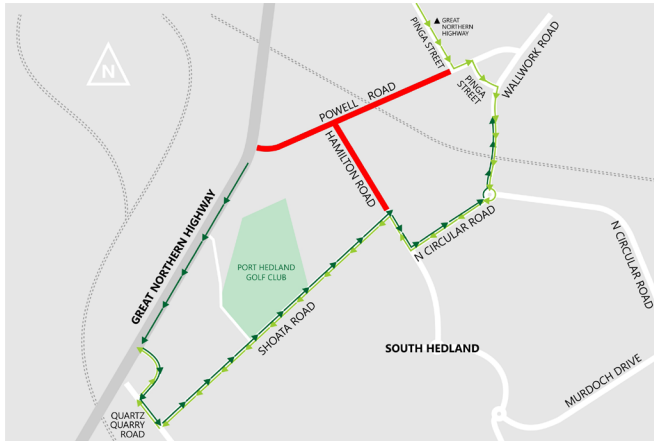 ▲ GREAT
NORTHERN
HIGHWAY
PINGA STREET
WALLWORK ROAD
PINGA
STREET
N
POWELL ROAD
HAMILTON ROAD
GREAT NORTHERN HIGHWAY
N CIRCULAR ROAD
N CIRCULAR ROAD
PORT HEDLAND
GOLF CLUB
SHOATA ROAD
SOUTH HEDLAND
MURDOCH DRIVE
QUARTZ
QUARRY
ROAD